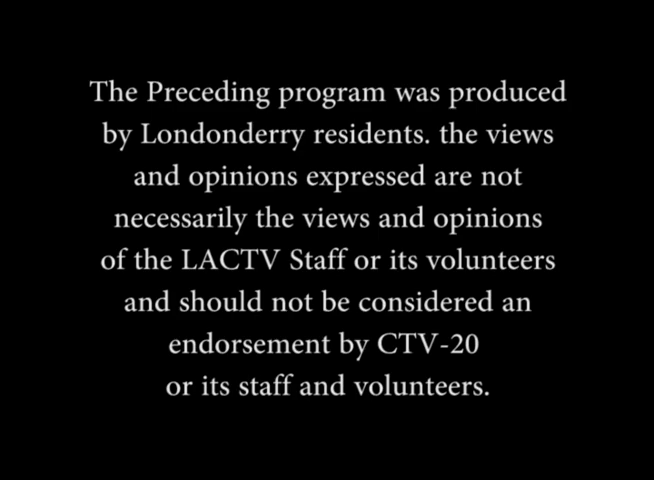 The Preceding program was produced
by Londonderry residents. the views
and opinions expressed are not
necessarily the views and opinions
of the LACTV Staff or its volunteers
and should not be considered an
endorsement by CTV-20
or its staff and volunteers.